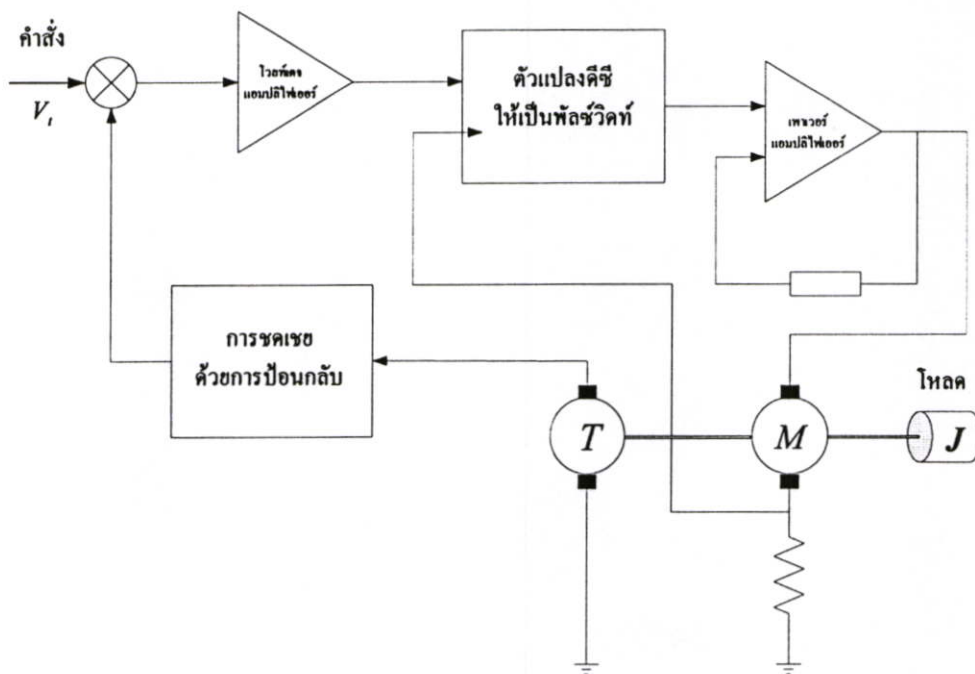 คำสั่ง
V_t
โวลท์เตจ
แอมปลิไฟเออร์
ตัวแปลงดีซี
ให้เป็นพัลซ์วิดท์
เพาเวอร์
แอมปลิไฟเออร์
การชดเชย
ด้วยการป้อนกลับ
โหลด
T
M
J